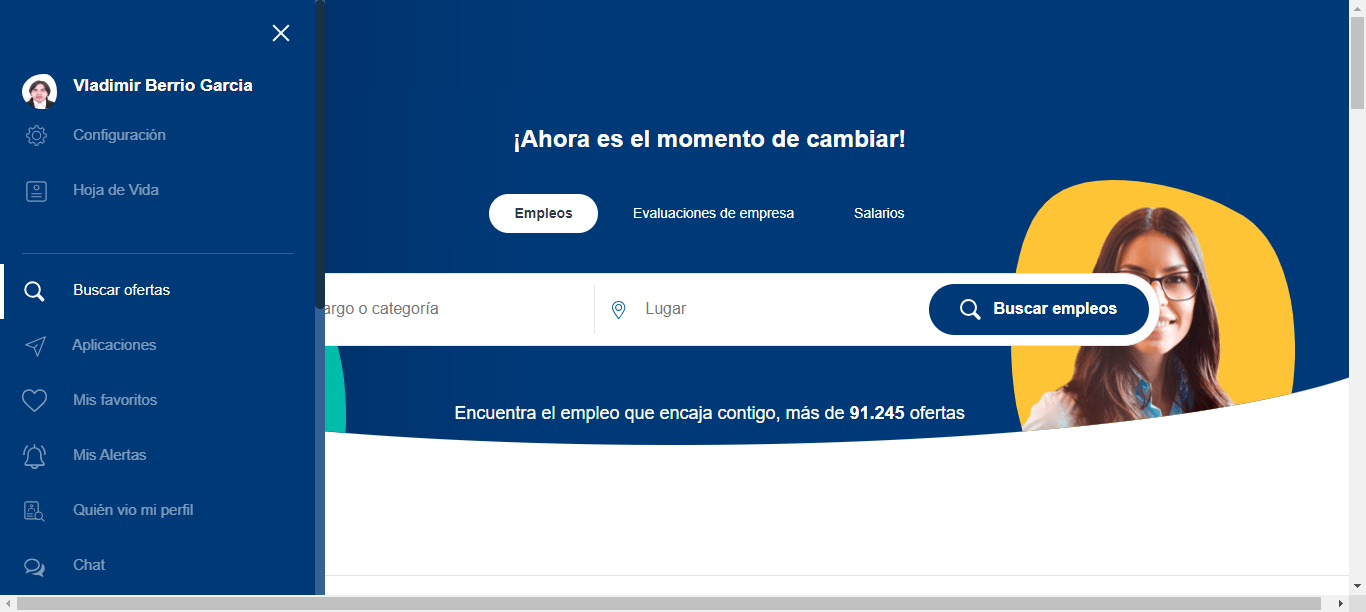 Vladimir Berrio Garcia
Configuración
Hoja de Vida
Buscar ofertas
Aplicaciones
Mis favoritos
Mis Alertas
Quién vio mi perfil
Chat
¡Ahora es el momento de cambiar!
Empleos Evaluaciones de empresa Salarios
argo o categoría Lugar Buscar empleos
Encuentra el empleo que encaja contigo, más de 91.245 ofertas